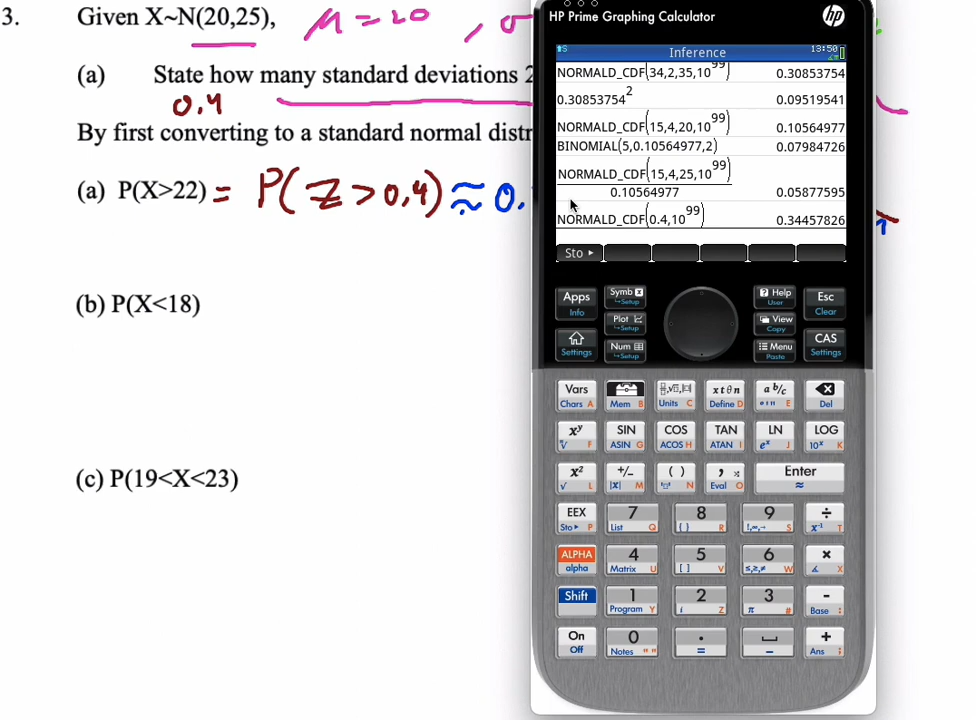 3. Given X~N(20,25), μ = 20 , σ
(a) State how many standard deviations 2
0.4
By first converting to a standard normal distr
(a) P(X>22) = P(Z > 0.4) ≈ 0.
(b) P(X<18)
(c) P(19<X<23)
HP Prime Graphing Calculator
hp
S Inference 13:50
NORMALD_CDF(34,2,35,10^99) 0.30853754
0.30853754^2 0.09519541
NORMALD_CDF(15,4,20,10^99) 0.10564977
BINOMIAL(5,0.10564977,2) 0.07984726
NORMALD_CDF(15,4,25,10^99)
0.10564977 0.05877595
NORMALD_CDF(0.4,10^99) 0.34457826
Sto ▸
Apps Symb Help Esc
Info Setup User Clear
Plot View
Setup Copy
CAS
Settings Num Menu Settings
Setup Paste
Vars a b/c
Chars A Mem B Units C x t θ n Define D E Del
x^y SIN COS TAN LN LOG
F ASIN G ACOS H ATAN I e^x J 10^x K
x² +/- ( ) , Enter
√ L |x| M N Eval O ≈
EEX 7 8 9 ÷
Sto ▸ P List Q { } R !,∞,→ S x⁻¹ T
ALPHA 4 5 6 ×
alpha Matrix U [ ] V ≤,≥,≠ W ∡ X
Shift 1 2 3 -
Program Y i Z π # Base :
On 0 . +
Off Notes " " = _ Ans ;